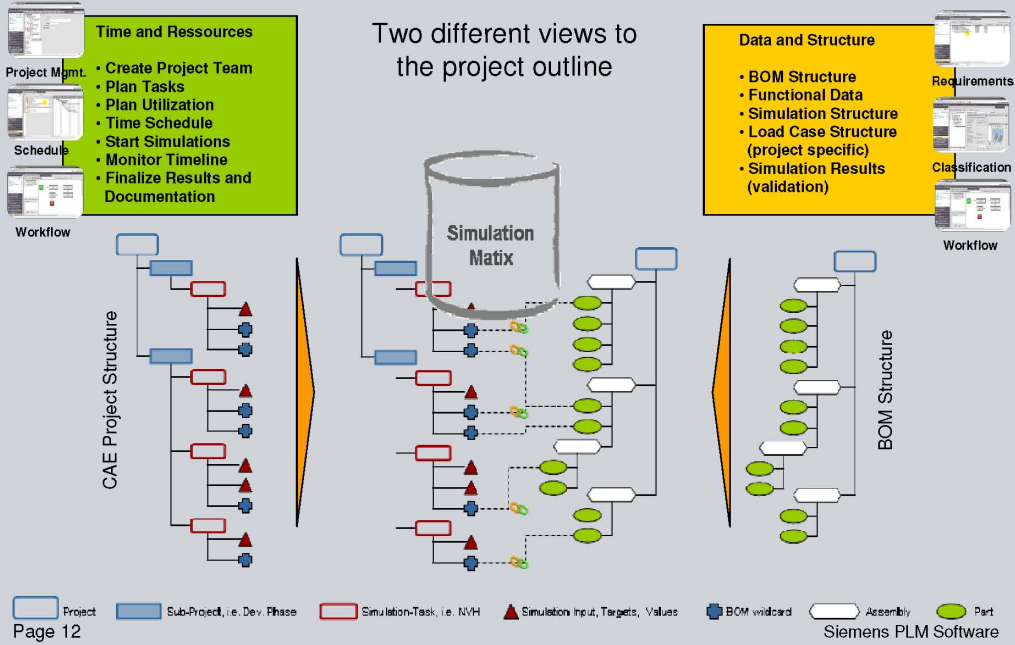 Two different views to
the project outline
Time and Ressources
• Create Project Team
• Plan Tasks
• Plan Utilization
• Time Schedule
• Start Simulations
• Monitor Timeline
• Finalize Results and
Documentation
Project Mgmt.
Schedule
Workflow
Data and Structure
• BOM Structure
• Functional Data
• Simulation Structure
• Load Case Structure
(project specific)
• Simulation Results
(validation)
Requirements
Classification
Workflow
Simulation
Matix
CAE Project Structure
BOM Structure
Project
Sub-Project, i.e. Dev. Phase
Simulation-Task, i.e. NVH
Simulation Input, Targets, Values
BOM wildcard
Assembly
Part
Page 12
Siemens PLM Software